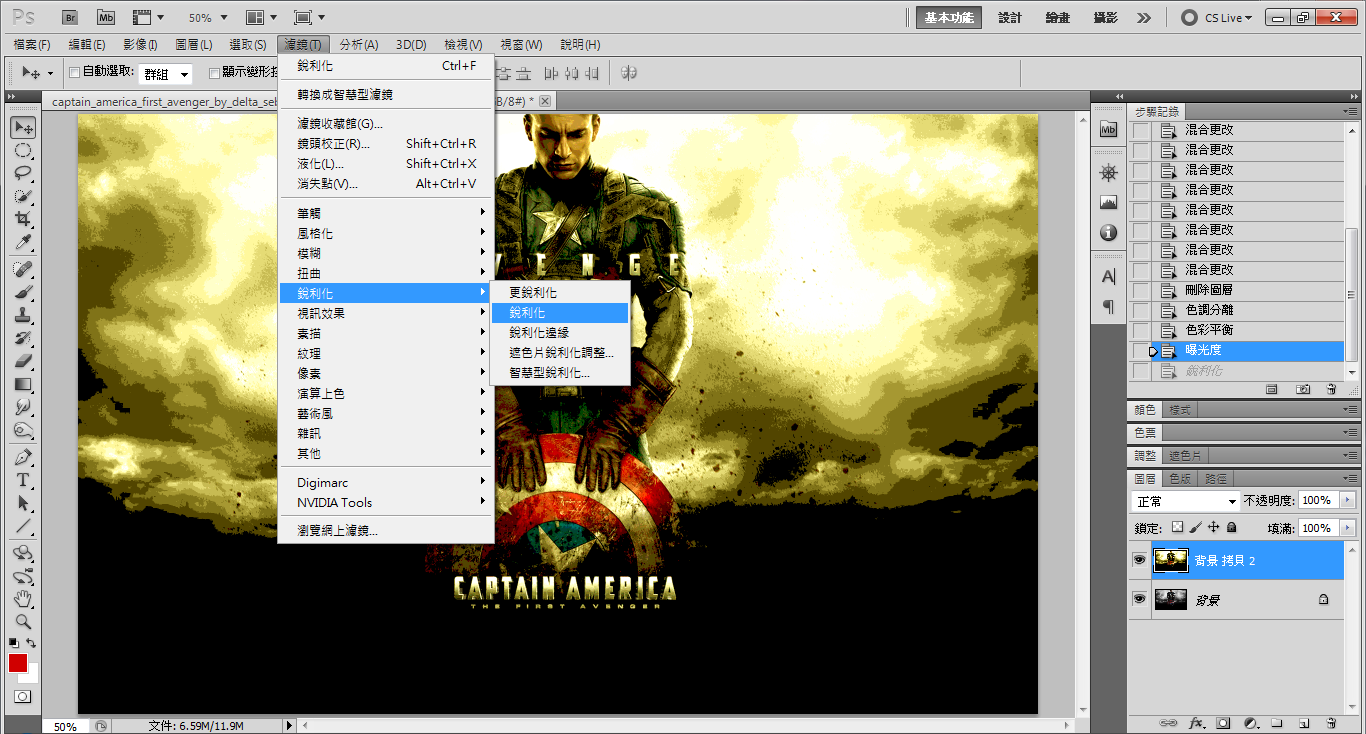 Ps
Br
Mb
50%
基本功能
設計
繪畫
攝影
CS Live
檔案(F)
編輯(E)
影像(I)
圖層(L)
選取(S)
濾鏡(T)
分析(A)
3D(D)
檢視(V)
視窗(W)
說明(H)
自動選取:
群組
顯示變形控
captain_america_first_avenger_by_delta_seb
B/8#) *
銳利化 Ctrl+F
轉換成智慧型濾鏡
濾鏡收藏館(G)...
鏡頭校正(R)... Shift+Ctrl+R
液化(L)... Shift+Ctrl+X
消失點(V)... Alt+Ctrl+V
筆觸
風格化
模糊
扭曲
銳利化
視訊效果
素描
紋理
像素
演算上色
藝術風
雜訊
其他
Digimarc
NVIDIA Tools
瀏覽網上濾鏡...
更銳利化
銳利化
銳利化邊緣
遮色片銳利化調整...
智慧型銳利化...
VENGE
CAPTAIN AMERICA
THE FIRST AVENGER
50%
文件: 6.59M/11.9M
Mb
A
步驟記錄
混合更改
混合更改
混合更改
混合更改
混合更改
混合更改
混合更改
混合更改
刪除圖層
色調分離
色彩平衡
曝光度
銳利化
顏色
樣式
色票
調整
遮色片
圖層
色版
路徑
正常
不透明度: 100%
鎖定:
填滿: 100%
背景 拷貝 2
背景
fx